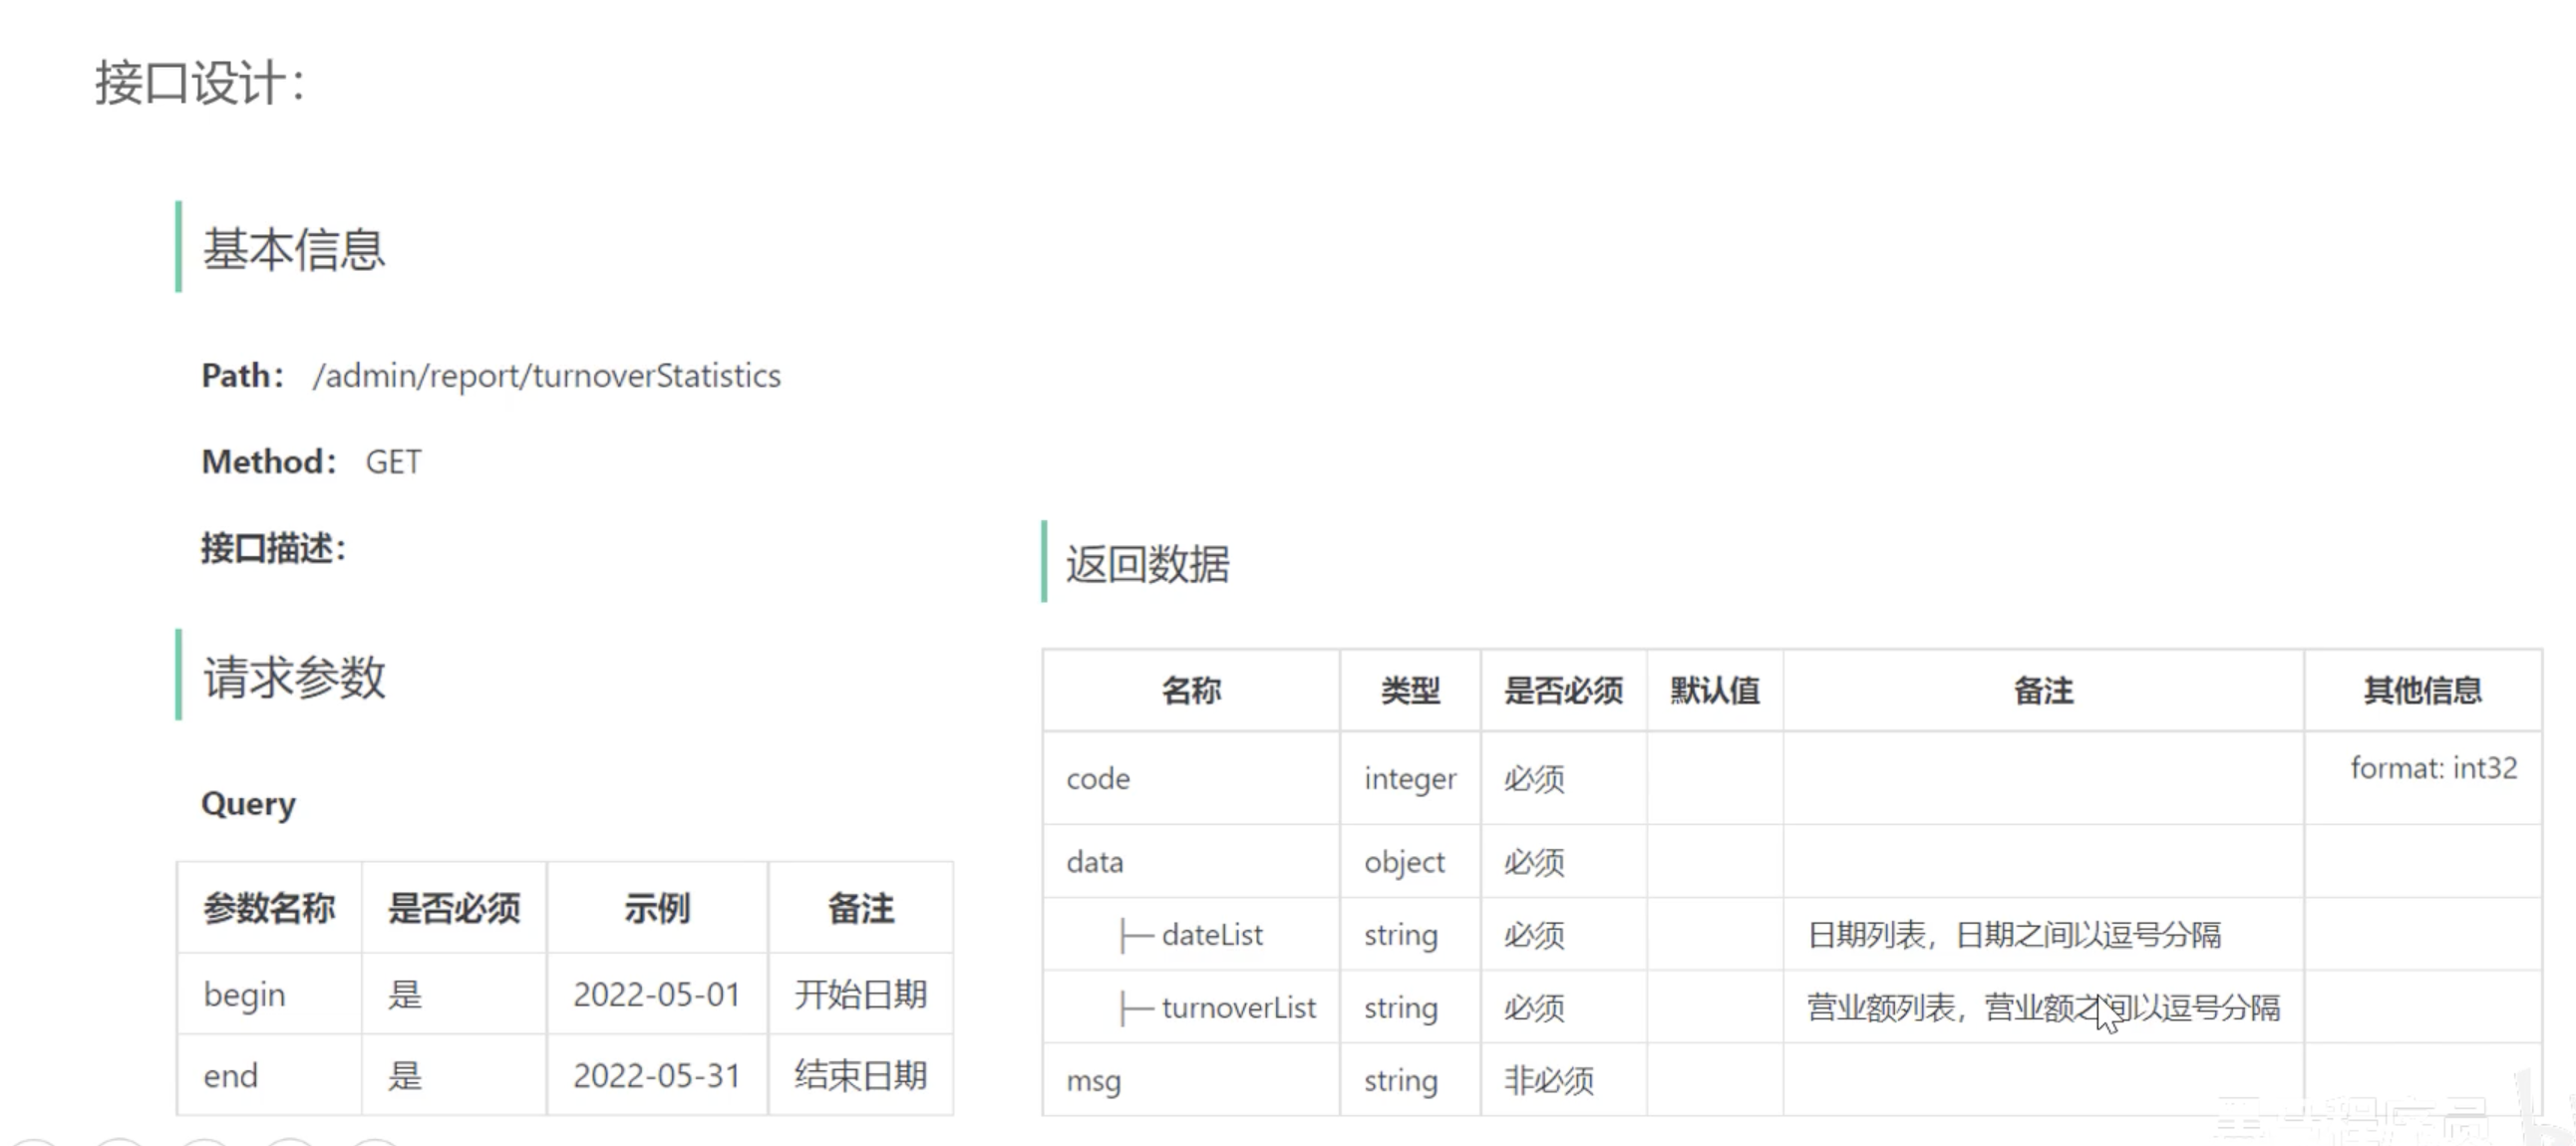 接口设计：
基本信息
Path： /admin/report/turnoverStatistics
Method： GET
接口描述：
请求参数
Query
参数名称 是否必须 示例 备注
begin 是 2022-05-01 开始日期
end 是 2022-05-31 结束日期
返回数据
名称 类型 是否必须 默认值 备注 其他信息
code integer 必须 format: int32
data object 必须
├─ dateList string 必须 日期列表，日期之间以逗号分隔
├─ turnoverList string 必须 营业额列表，营业额之间以逗号分隔
msg string 非必须
黑马程序员